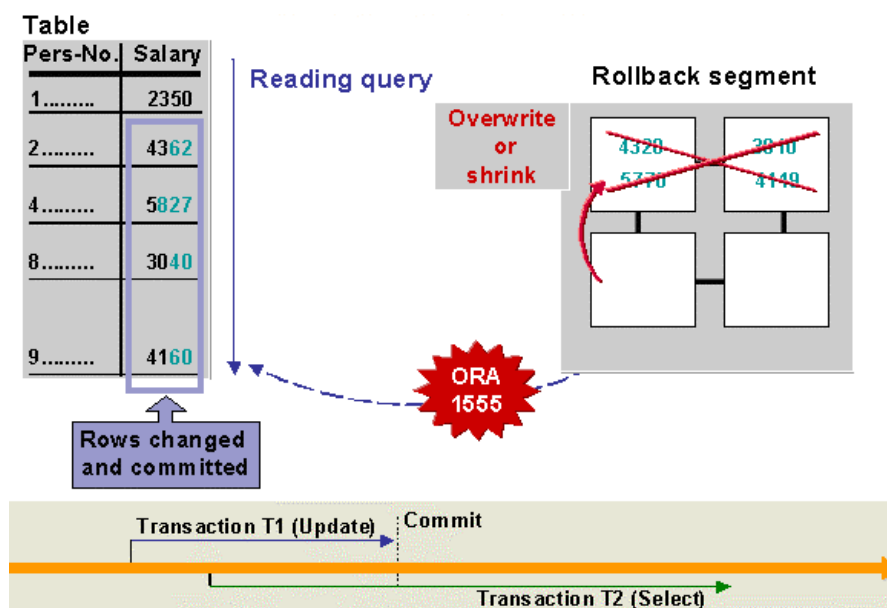 Table
Pers-No. Salary
1......... 2350
2......... 4362
4......... 5827
8......... 3040
9......... 4160
Reading query
Rows changed
and committed
Rollback segment
Overwrite
or
shrink
4320 3010
5770 4149
ORA
1555
Transaction T1 (Update)
Commit
Transaction T2 (Select)